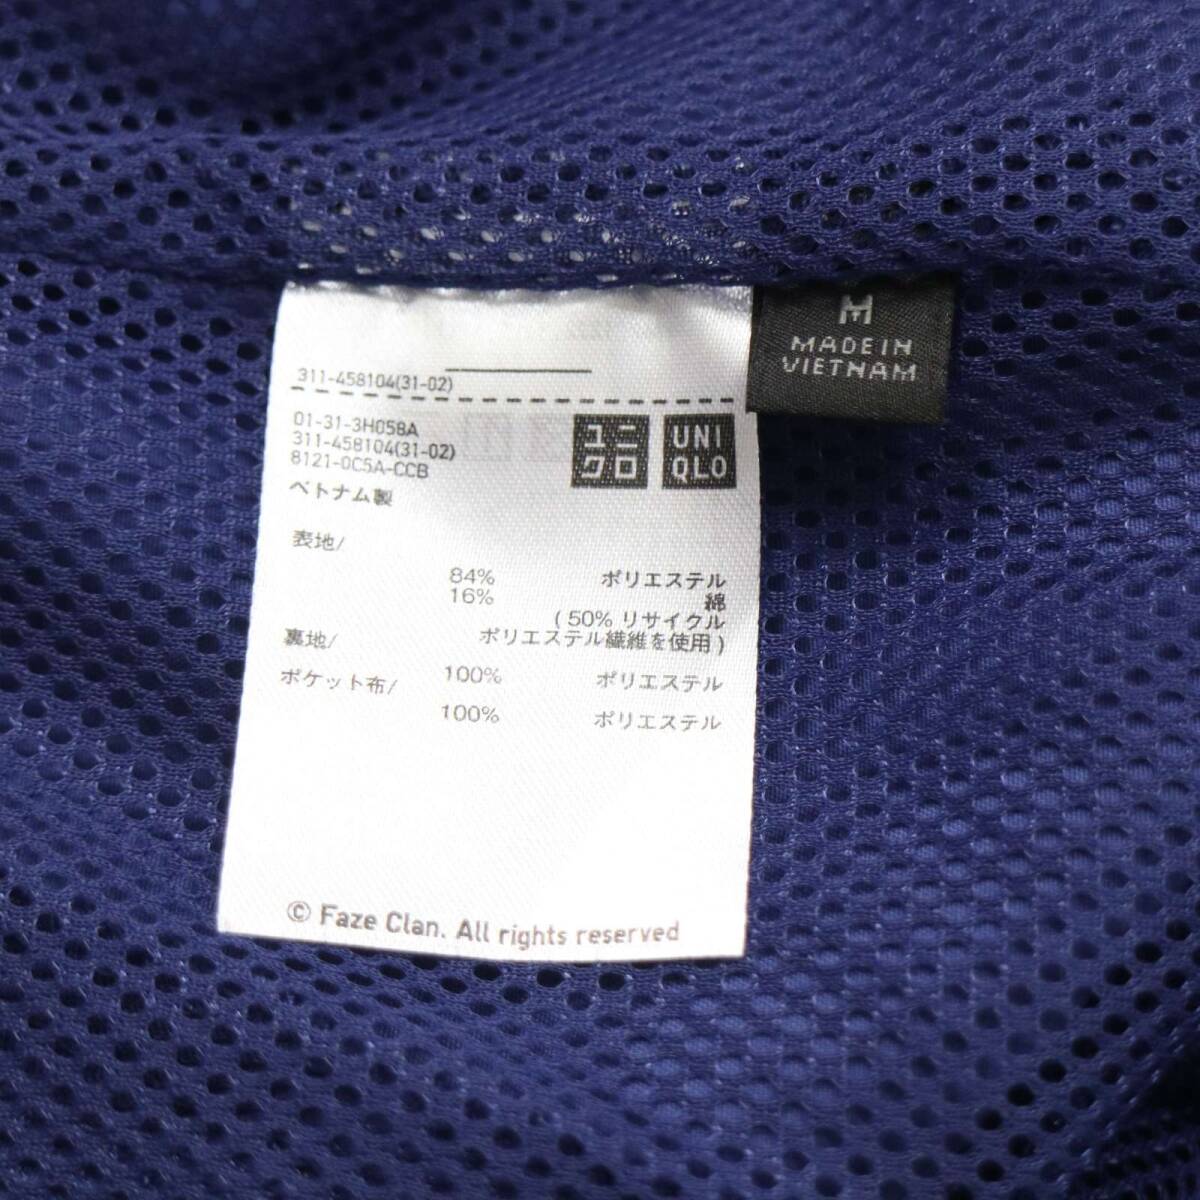 M
MADE IN
VIETNAM
311-458104(31-02)
01-31-3H058A
311-458104(31-02)
8121-0C5A-CCB
ベトナム製
ユニ
クロ
UNI
QLO
表地/
84% ポリエステル
16% 綿
( 50% リサイクル
ポリエステル繊維を使用 )
裏地/
100% ポリエステル
ポケット布/
100% ポリエステル
© Faze Clan. All rights reserved